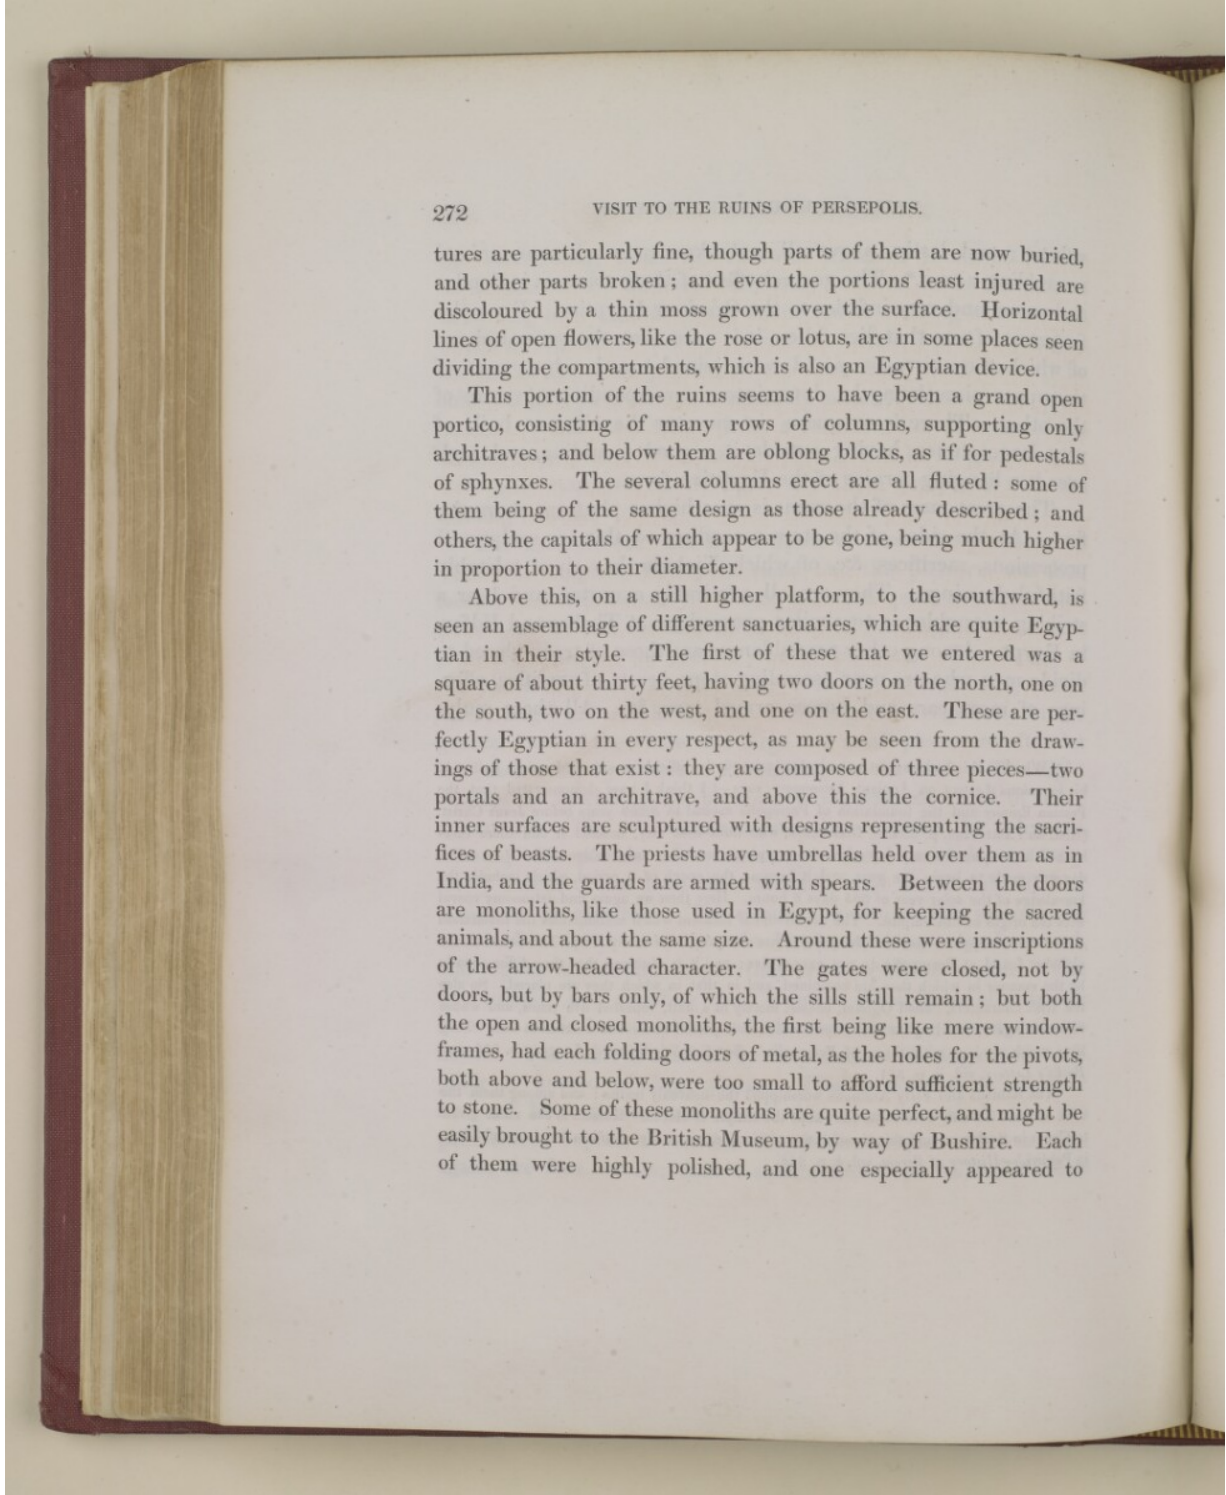 272
VISIT TO THE RUINS OF PERSEPOLIS.
tures are particularly fine, though parts of them are now buried,
and other parts broken; and even the portions least injured are
discoloured by a thin moss grown over the surface. Horizontal
lines of open flowers, like the rose or lotus, are in some places seen
dividing the compartments, which is also an Egyptian device.
This portion of the ruins seems to have been a grand open
portico, consisting of many rows of columns, supporting only
architraves; and below them are oblong blocks, as if for pedestals
of sphynxes. The several columns erect are all fluted: some of
them being of the same design as those already described; and
others, the capitals of which appear to be gone, being much higher
in proportion to their diameter.
Above this, on a still higher platform, to the southward, is
seen an assemblage of different sanctuaries, which are quite Egyp-
tian in their style. The first of these that we entered was a
square of about thirty feet, having two doors on the north, one on
the south, two on the west, and one on the east. These are per-
fectly Egyptian in every respect, as may be seen from the draw-
ings of those that exist: they are composed of three pieces—two
portals and an architrave, and above this the cornice. Their
inner surfaces are sculptured with designs representing the sacri-
fices of beasts. The priests have umbrellas held over them as in
India, and the guards are armed with spears. Between the doors
are monoliths, like those used in Egypt, for keeping the sacred
animals, and about the same size. Around these were inscriptions
of the arrow-headed character. The gates were closed, not by
doors, but by bars only, of which the sills still remain; but both
the open and closed monoliths, the first being like mere window-
frames, had each folding doors of metal, as the holes for the pivots,
both above and below, were too small to afford sufficient strength
to stone. Some of these monoliths are quite perfect, and might be
easily brought to the British Museum, by way of Bushire. Each
of them were highly polished, and one especially appeared to